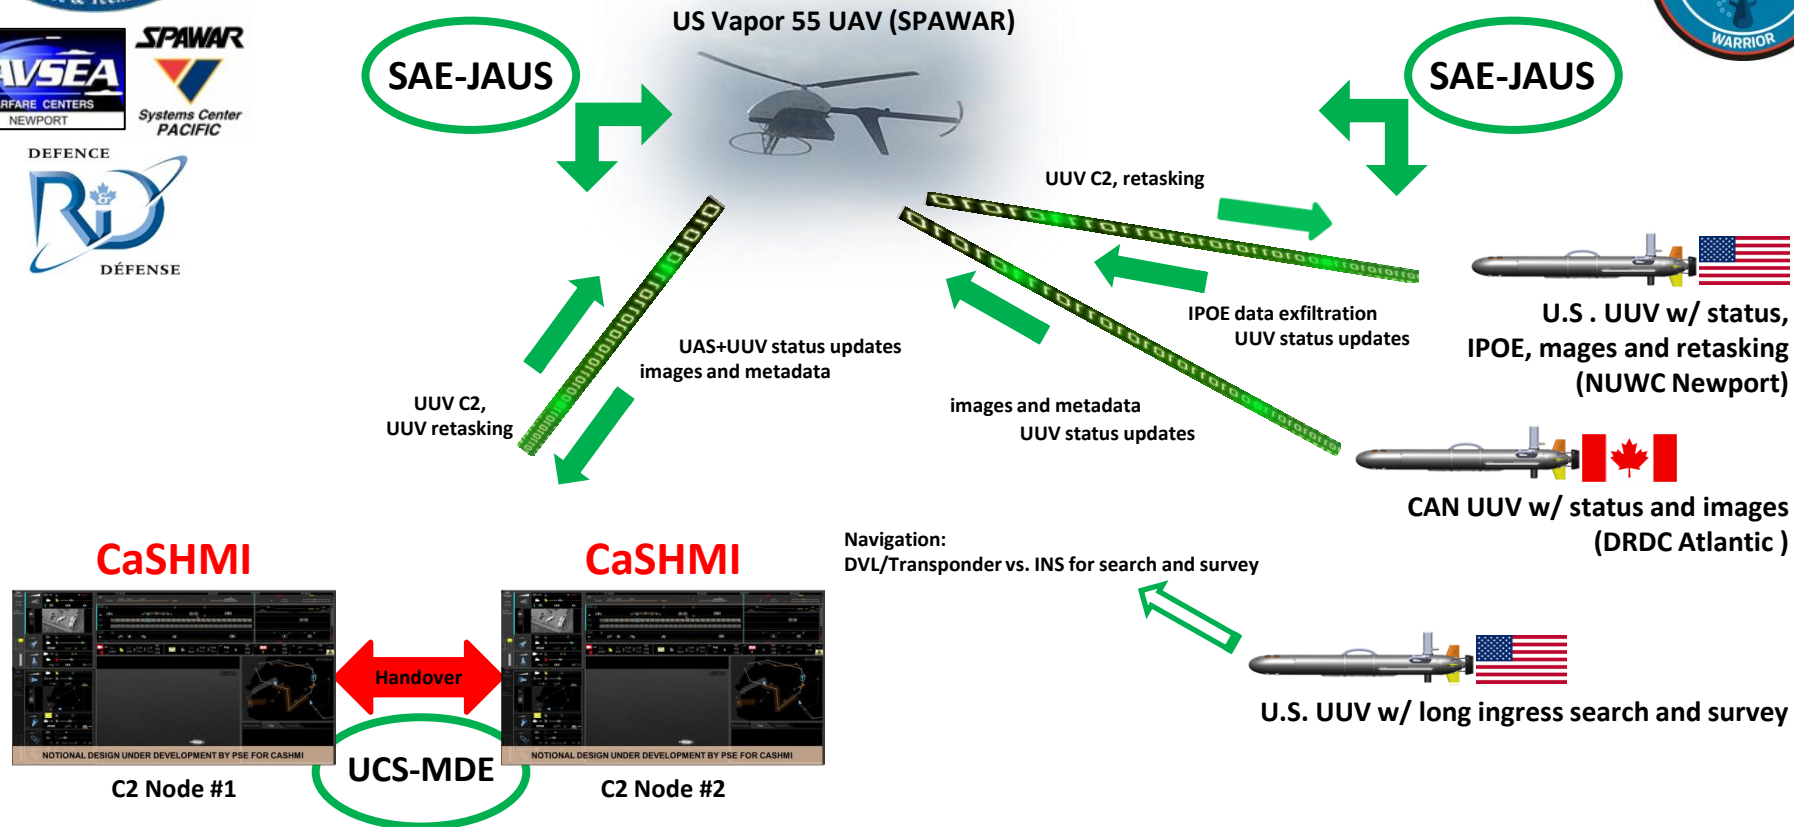 & Techn
US Vapor 55 UAV (SPAWAR)
WARRIOR
SPAWAR
Systems Center
PACIFIC
AVSEA
RFARE CENTERS
NEWPORT
SAE-JAUS
SAE-JAUS
DEFENCE
R&D
DÉFENSE
UUV C2, retasking
IPOE data exfiltration
UUV status updates
U.S . UUV w/ status,
IPOE, mages and retasking
(NUWC Newport)
UAS+UUV status updates
images and metadata
UUV C2,
UUV retasking
images and metadata
UUV status updates
CAN UUV w/ status and images
(DRDC Atlantic )
Navigation:
DVL/Transponder vs. INS for search and survey
CaSHMI
CaSHMI
Handover
NOTIONAL DESIGN UNDER DEVELOPMENT BY PSE FOR CASHMI
NOTIONAL DESIGN UNDER DEVELOPMENT BY PSE FOR CASHMI
UCS-MDE
C2 Node #1
C2 Node #2
U.S. UUV w/ long ingress search and survey